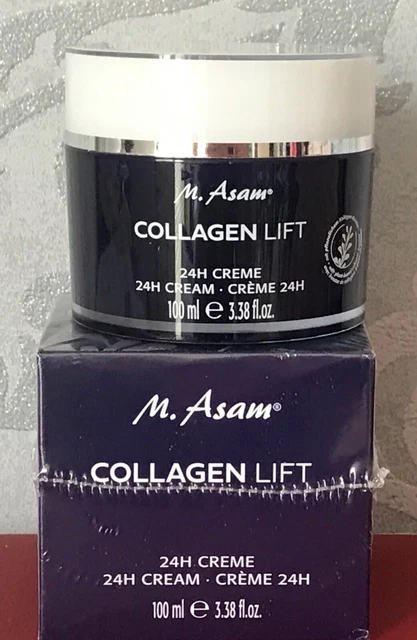 M. Asam®
COLLAGEN LIFT
24H CREME
24H CREAM · CRÈME 24H
100 ml ℮ 3.38 fl.oz.
M. Asam®
COLLAGEN LIFT
24H CREME
24H CREAM · CRÈME 24H
100 ml ℮ 3.38 fl.oz.